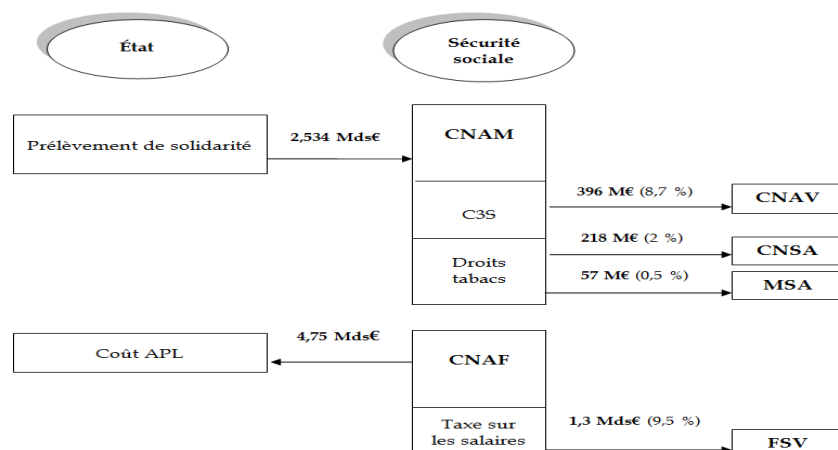 État
Sécurité
sociale
Prélèvement de solidarité
2,534 Mds€
CNAM
C3S
396 M€ (8,7 %)
CNAV
218 M€ (2 %)
CNSA
Droits
tabacs
57 M€ (0,5 %)
MSA
Coût APL
4,75 Mds€
CNAF
Taxe sur
les salaires
1,3 Mds€ (9,5 %)
FSV